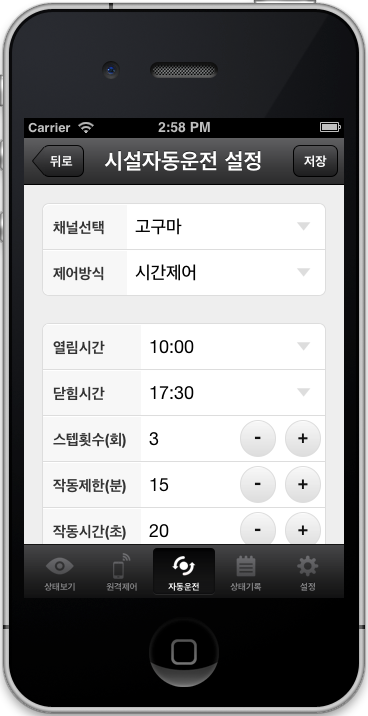 Carrier 2:58 PM
뒤로 시설자동운전 설정 저장
채널선택 고구마
제어방식 시간제어
열림시간 10:00
닫힘시간 17:30
스텝횟수(회) 3 - +
작동제한(분) 15 - +
작동시간(초) 20 - +
상태보기 원격제어 자동운전 상태기록 설정